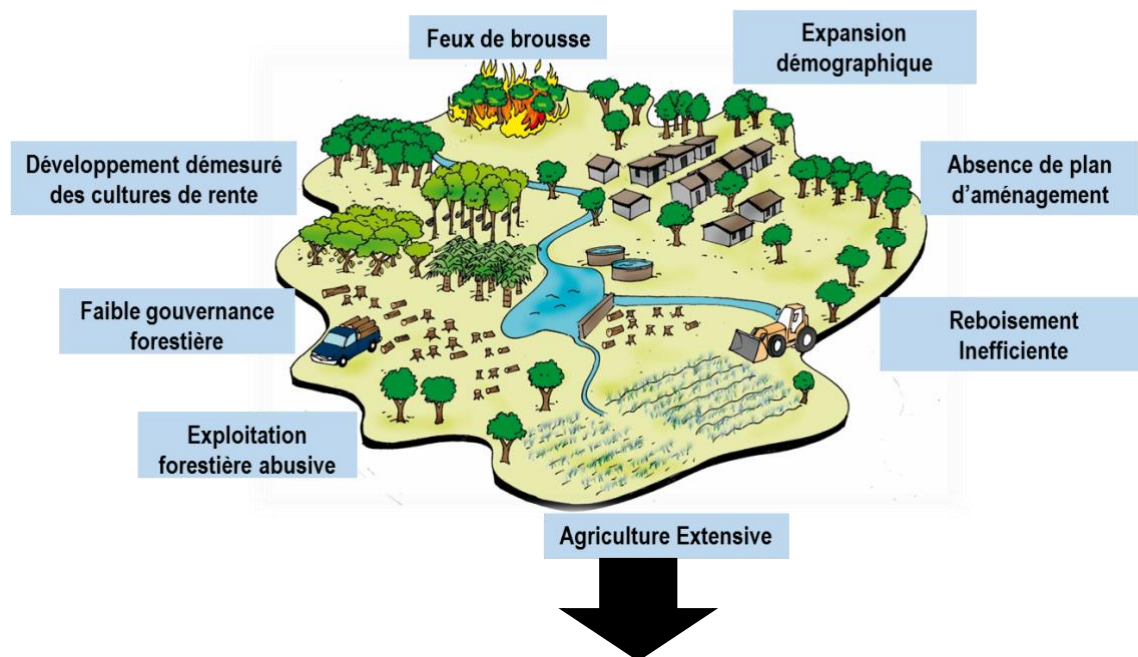 Feux de brousse
Expansion
démographique
Développement démesuré
des cultures de rente
Absence de plan
d'aménagement
Faible gouvernance
forestière
Reboisement
Inefficiente
Exploitation
forestière abusive
Agriculture Extensive